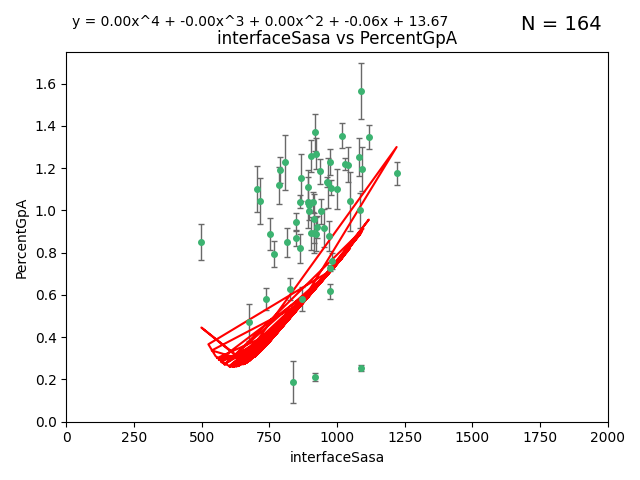 y = 0.00x^4 + -0.00x^3 + 0.00x^2 + -0.06x + 13.67
N = 164
interfaceSasa vs PercentGpA
PercentGpA
1.6
1.4
1.2
1.0
0.8
0.6
0.4
0.2
0.0
0 250 500 750 1000 1250 1500 1750 2000
interfaceSasa